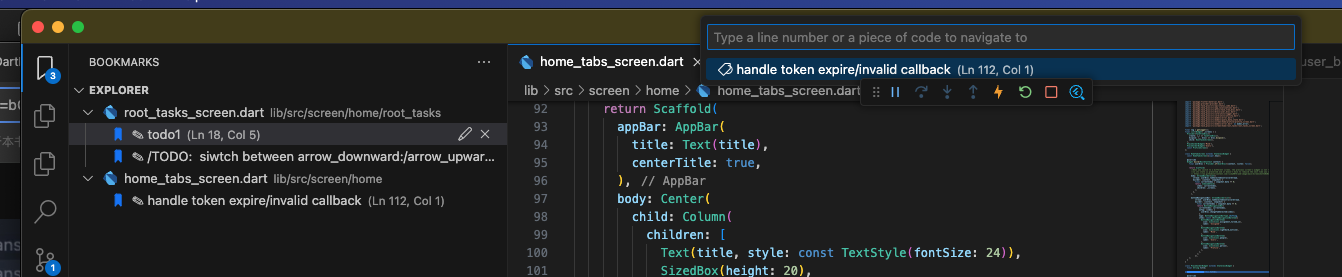 Type a line number or a piece of code to navigate to
handle token expire/invalid callback (Ln 112, Col 1)
3
BOOKMARKS
EXPLORER
root_tasks_screen.dart lib/src/screen/home/root_tasks
✎ todo1 (Ln 18, Col 5)
✎ /TODO: siwtch between arrow_downward:/arrow_upwar...
home_tabs_screen.dart lib/src/screen/home
✎ handle token expire/invalid callback (Ln 112, Col 1)
1
home_tabs_screen.dart
user_b
lib > src > screen > home > home_tabs_screen.dart
92 return Scaffold(
93 appBar: AppBar(
94 title: Text(title),
95 centerTitle: true,
96 ), // AppBar
97 body: Center(
98 child: Column(
99 children: [
100 Text(title, style: const TextStyle(fontSize: 24)),
101 SizedBox(height: 20),